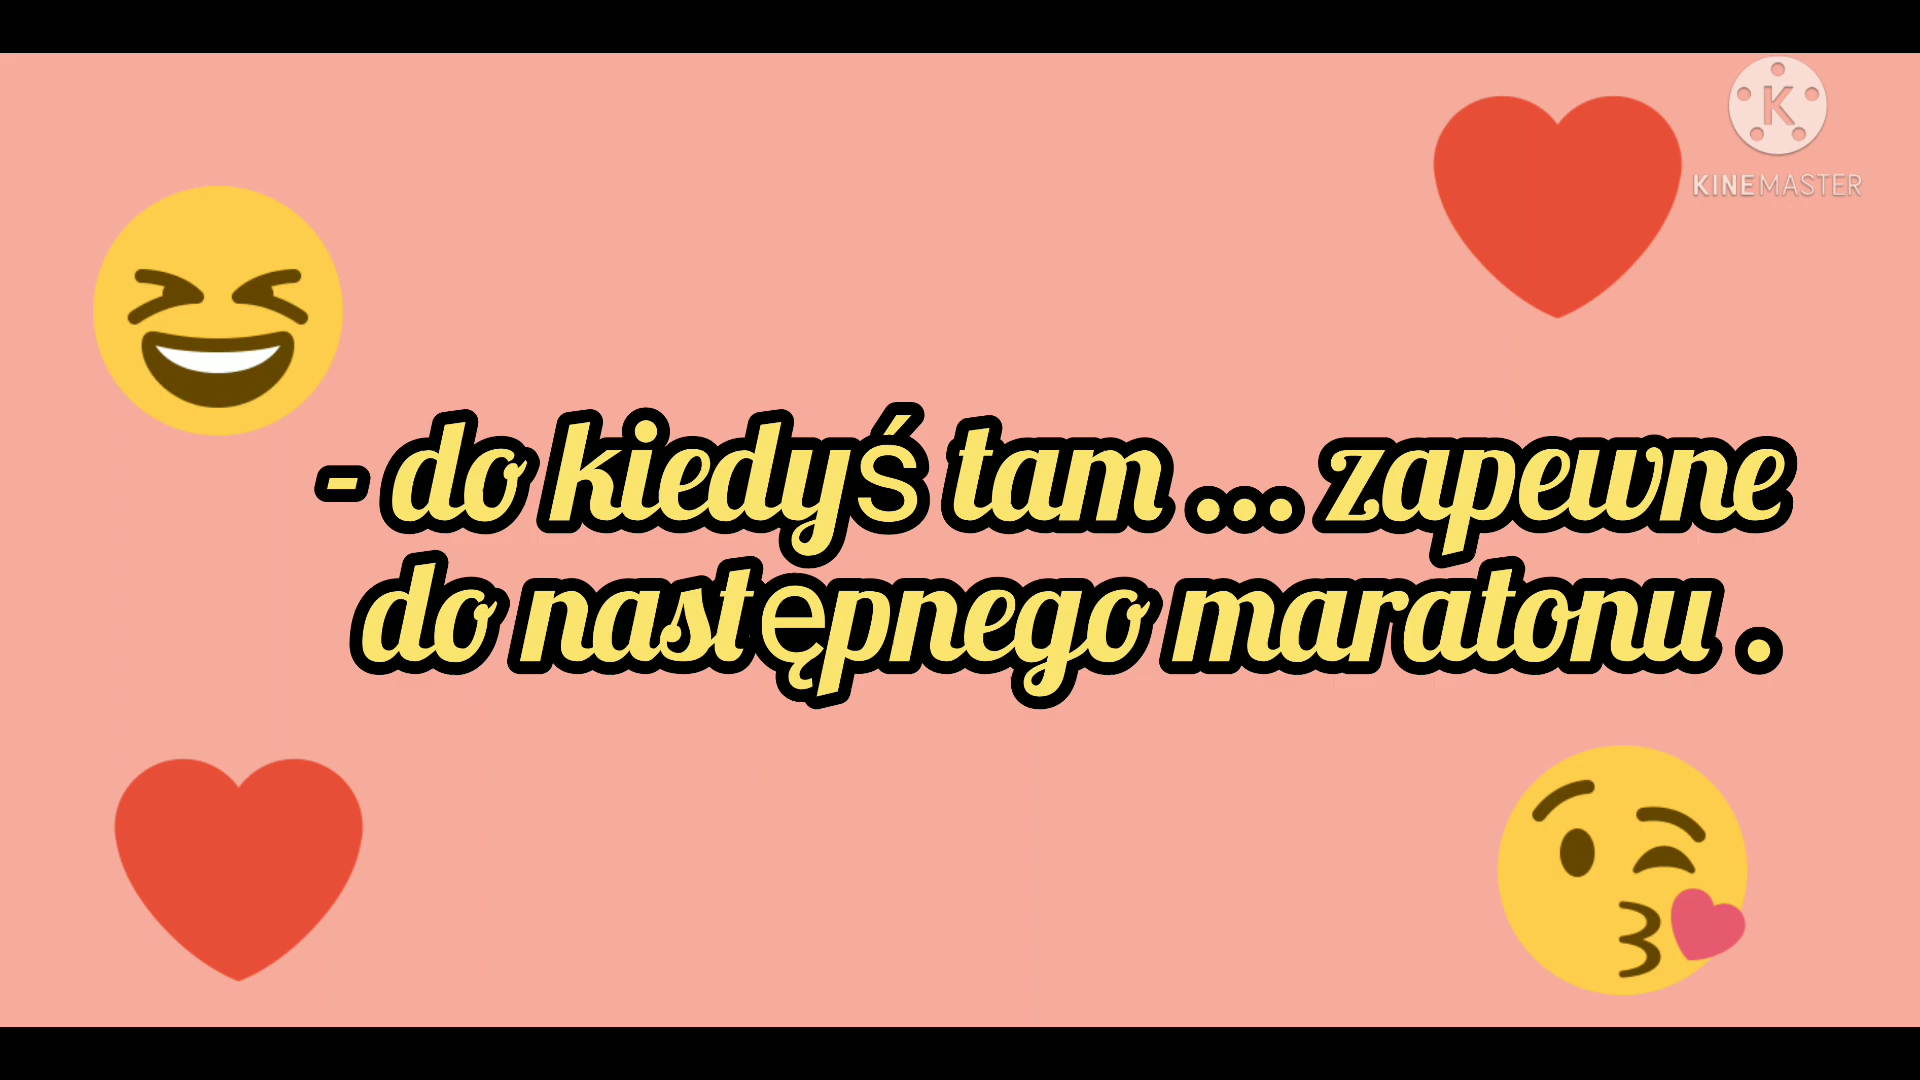 K
KINEMASTER
- do kiedyś tam ... zapewne
do następnego maratonu .